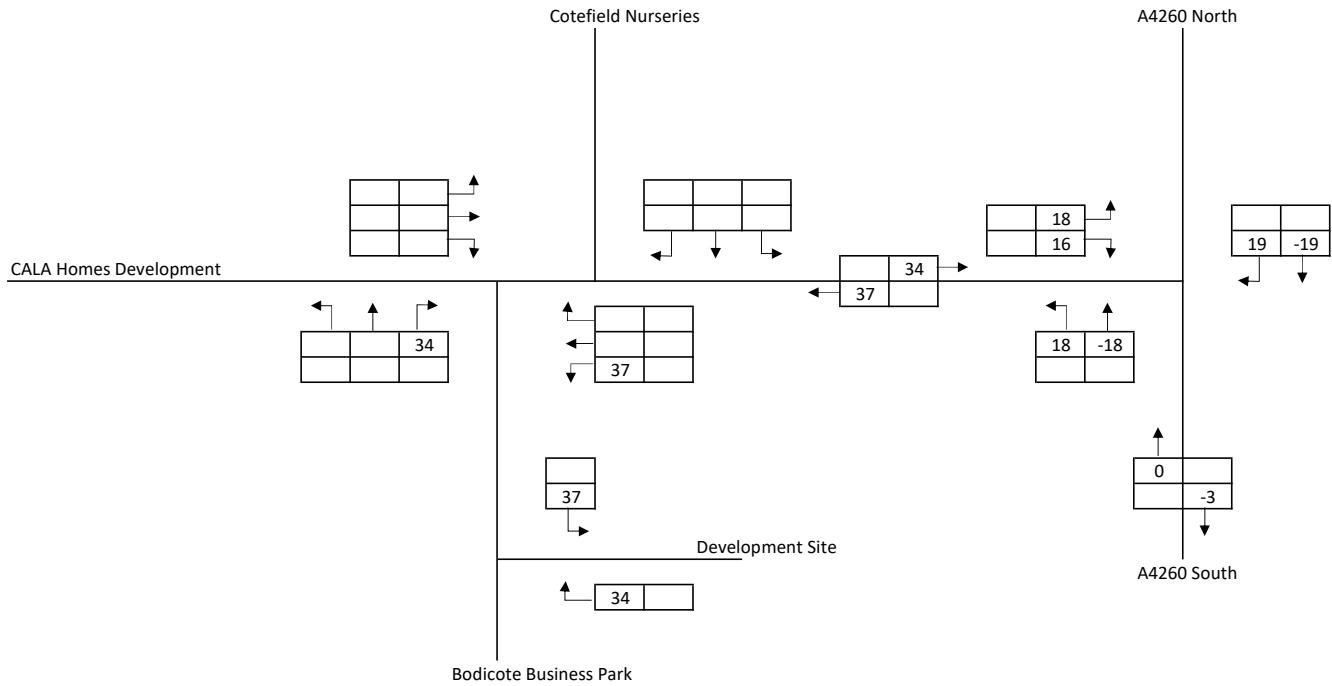 Cotefield Nurseries
A4260 North
18
16
19 -19
CALA Homes Development
34
37
34
18 -18
37
0
-3
37
Development Site
A4260 South
34
Bodicote Business Park